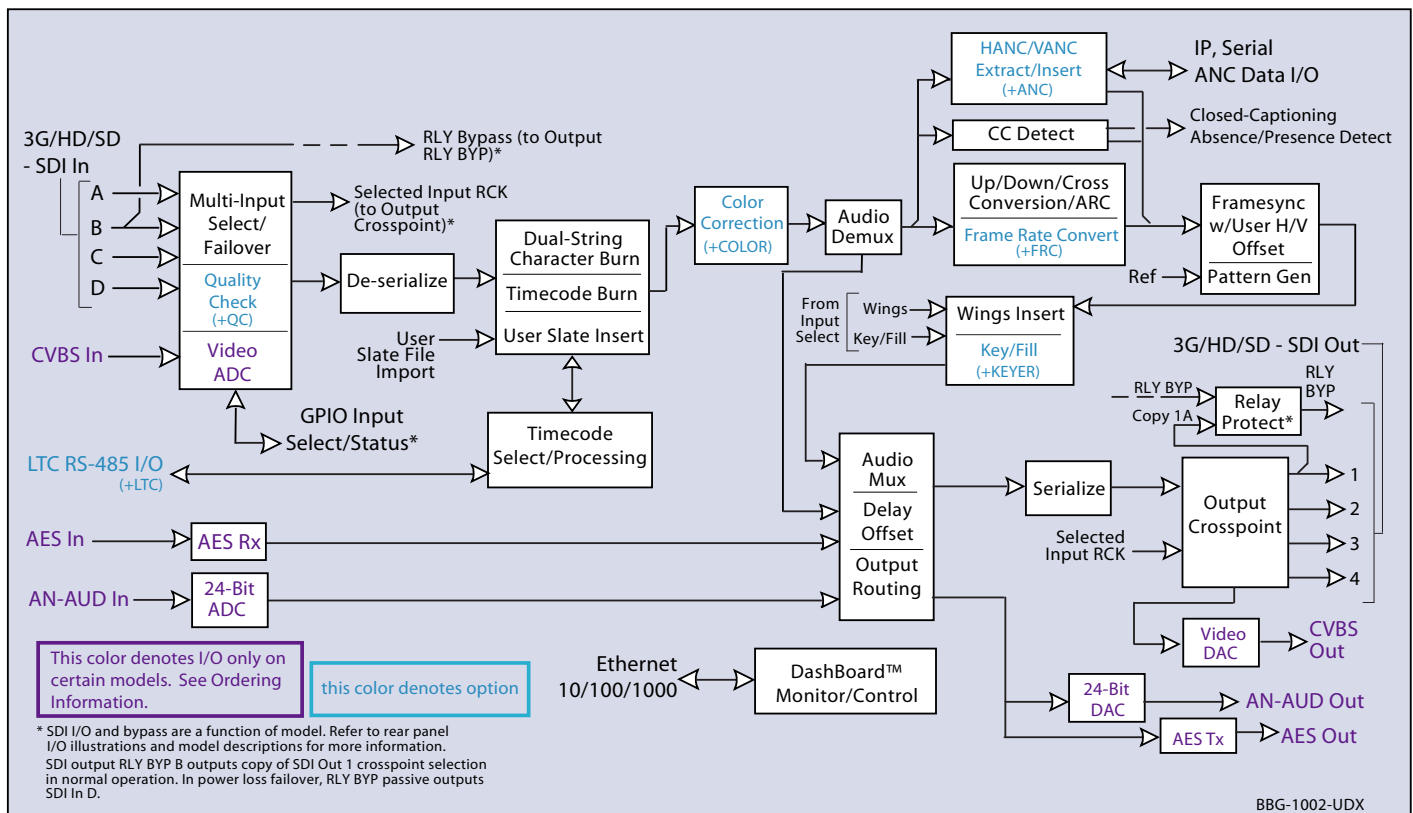 3G/HD/SD
- SDI In
A
B
C
D
CVBS In
Multi-Input
Select/
Failover
Quality
Check
(+QC)
Video
ADC
RLY Bypass (to Output
RLY BYP)*
Selected Input RCK
(to Output
Crosspoint)*
De-serialize
User
Slate File
Import
GPIO Input
Select/Status*
LTC RS-485 I/O
(+LTC)
Dual-String
Character Burn
Timecode Burn
User Slate Insert
Timecode
Select/Processing
Color
Correction
(+COLOR)
Audio
Demux
HANC/VANC
Extract/Insert
(+ANC)
IP, Serial
ANC Data I/O
CC Detect
Closed-Captioning
Absence/Presence Detect
Up/Down/Cross
Conversion/ARC
Frame Rate Convert
(+FRC)
Framesync
w/User H/V
Offset
Pattern Gen
Ref
From
Input
Select
Wings
Key/Fill
Wings Insert
Key/Fill
(+KEYER)
3G/HD/SD - SDI Out
RLY BYP
Copy 1A
Relay
Protect*
RLY
BYP
Audio
Mux
Delay
Offset
Output
Routing
Serialize
Selected
Input RCK
Output
Crosspoint
1
2
3
4
AES In
AES Rx
AN-AUD In
24-Bit
ADC
Video
DAC
CVBS
Out
24-Bit
DAC
AN-AUD Out
AES Tx
AES Out
Ethernet
10/100/1000
DashBoard™
Monitor/Control
This color denotes I/O only on
certain models. See Ordering
Information.
this color denotes option
* SDI I/O and bypass are a function of model. Refer to rear panel
I/O illustrations and model descriptions for more information.
SDI output RLY BYP B outputs copy of SDI Out 1 crosspoint selection
in normal operation. In power loss failover, RLY BYP passive outputs
SDI In D.
BBG-1002-UDX